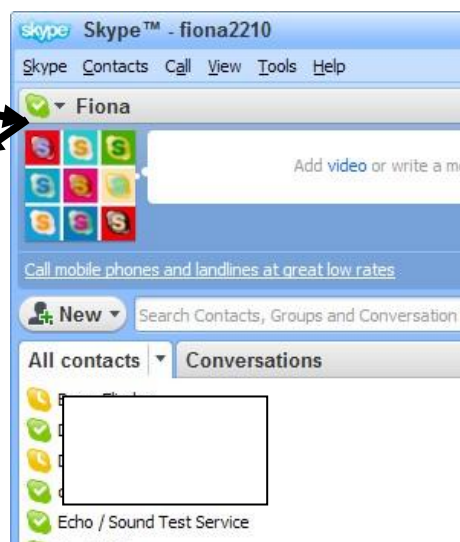 skype Skype™ - fiona2210
Skype Contacts Call View Tools Help
Fiona
Add video or write a m
Call mobile phones and landlines at great low rates
New Search Contacts, Groups and Conversation
All contacts Conversations
Echo / Sound Test Service